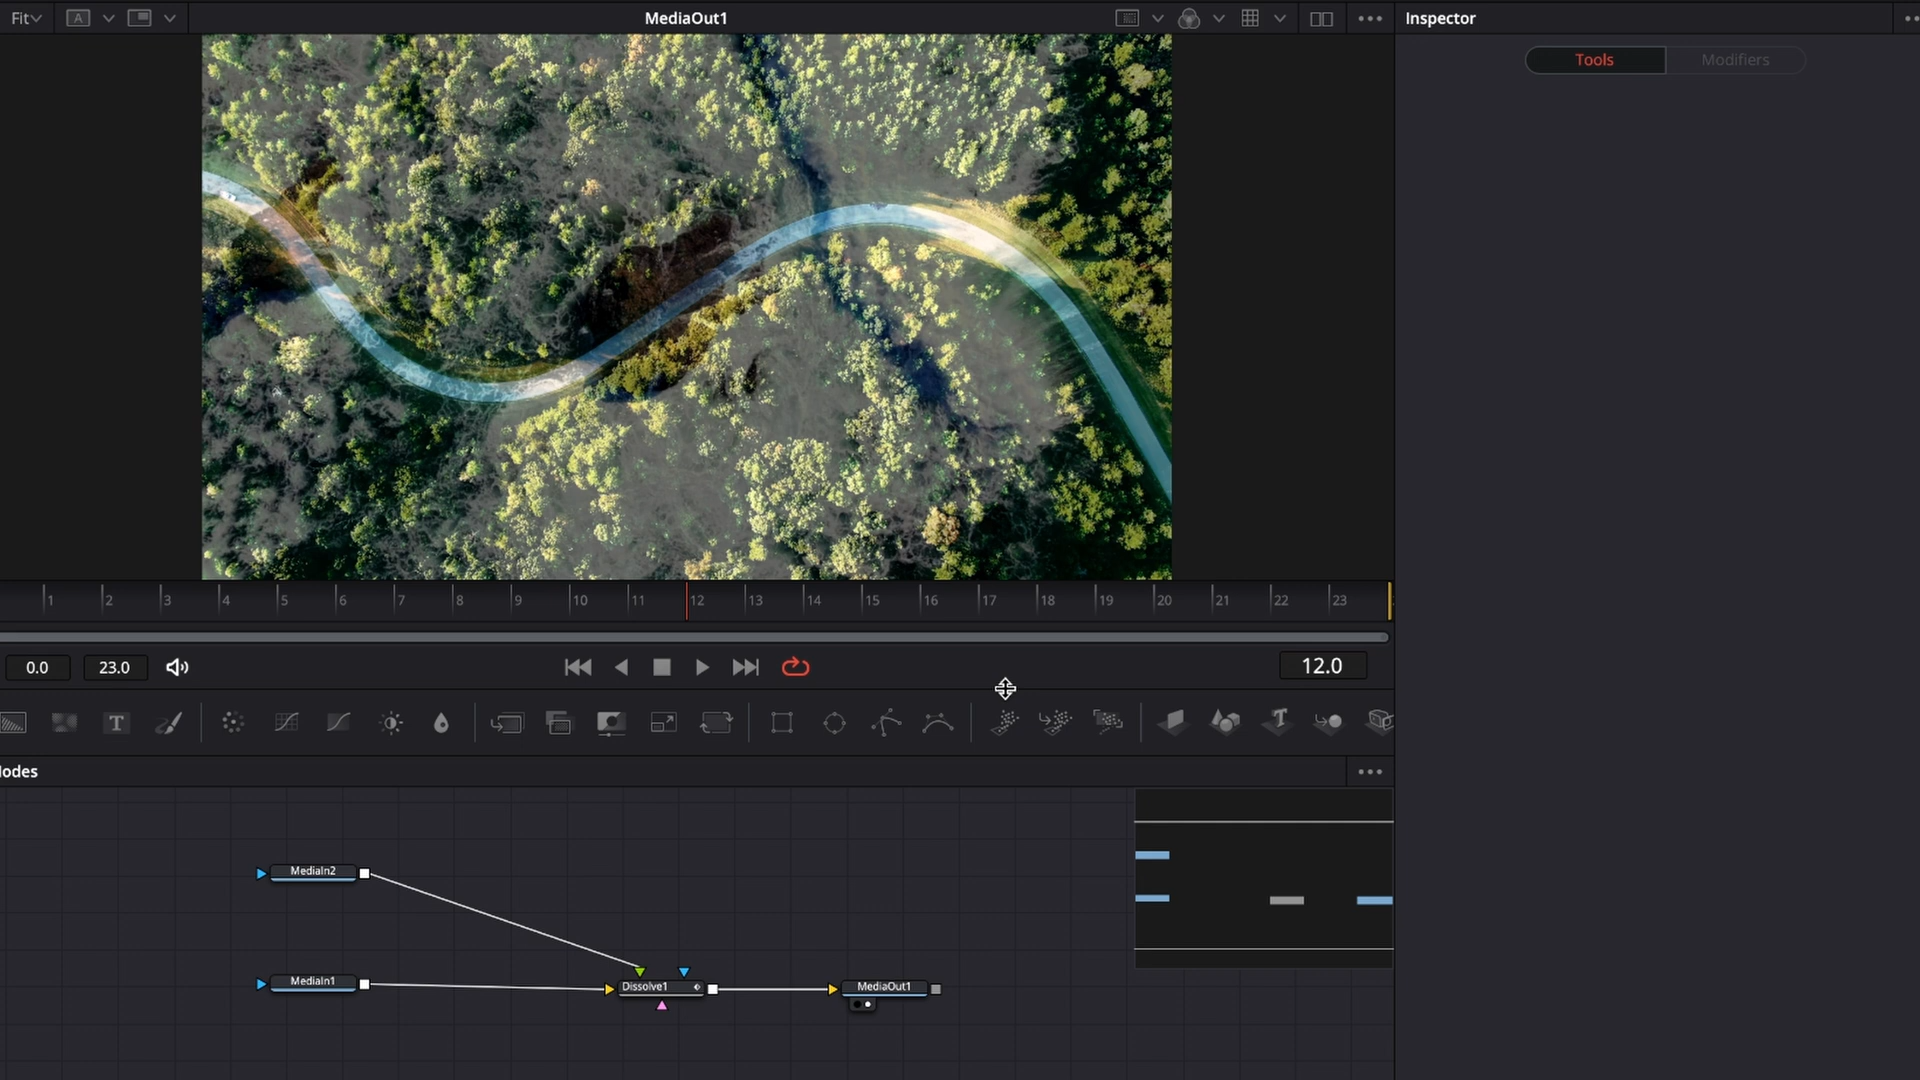 Fit
A
MediaOut1
Inspector
Tools
Modifiers
1 2 3 4 5 6 7 8 9 10 11 12 13 14 15 16 17 18 19 20 21 22 23
0.0
23.0
12.0
T
T
lodes
MediaIn2
MediaIn1
Dissolve1
MediaOut1